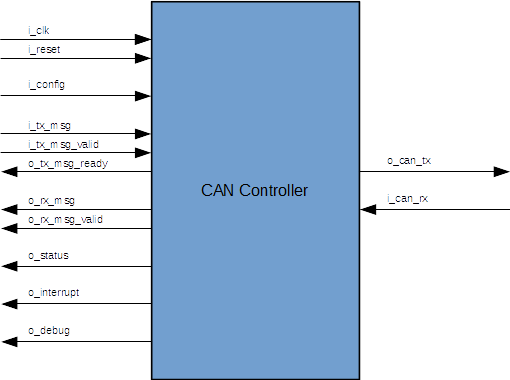 i_clk
i_reset
i_config
i_tx_msg
i_tx_msg_valid
o_tx_msg_ready
o_rx_msg
o_rx_msg_valid
o_status
o_interrupt
o_debug
CAN Controller
o_can_tx
i_can_rx